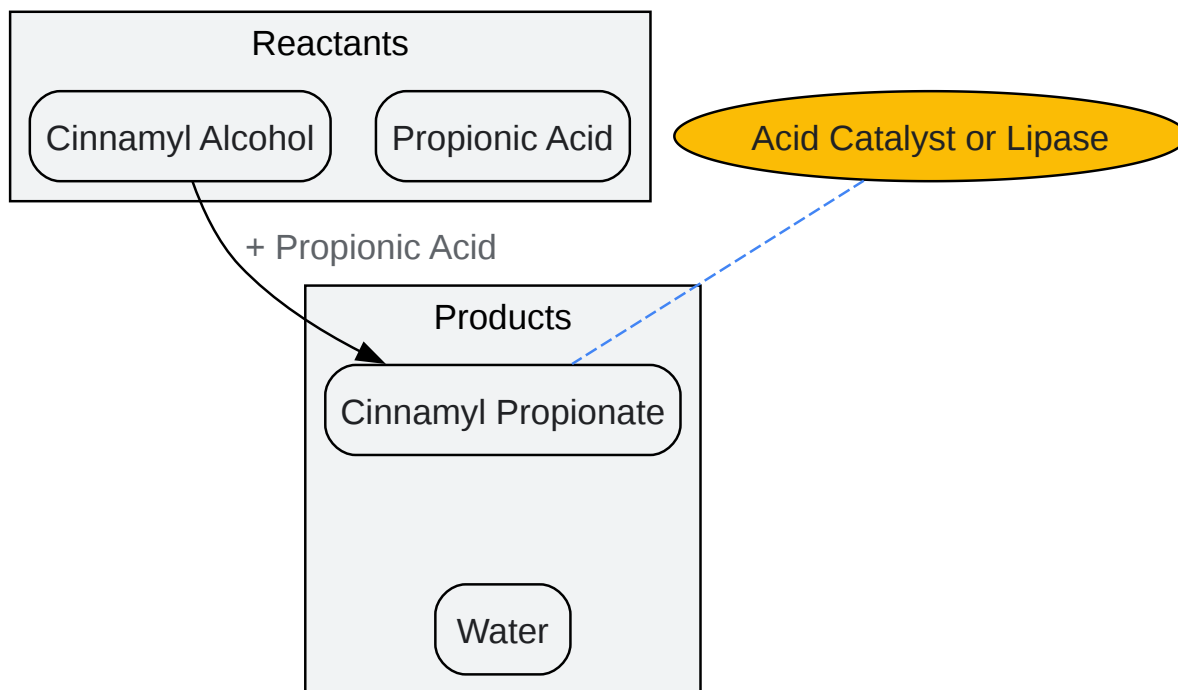 Reactants
Cinnamyl Alcohol
Propionic Acid
Acid Catalyst or Lipase
+ Propionic Acid
Products
Cinnamyl Propionate
Water